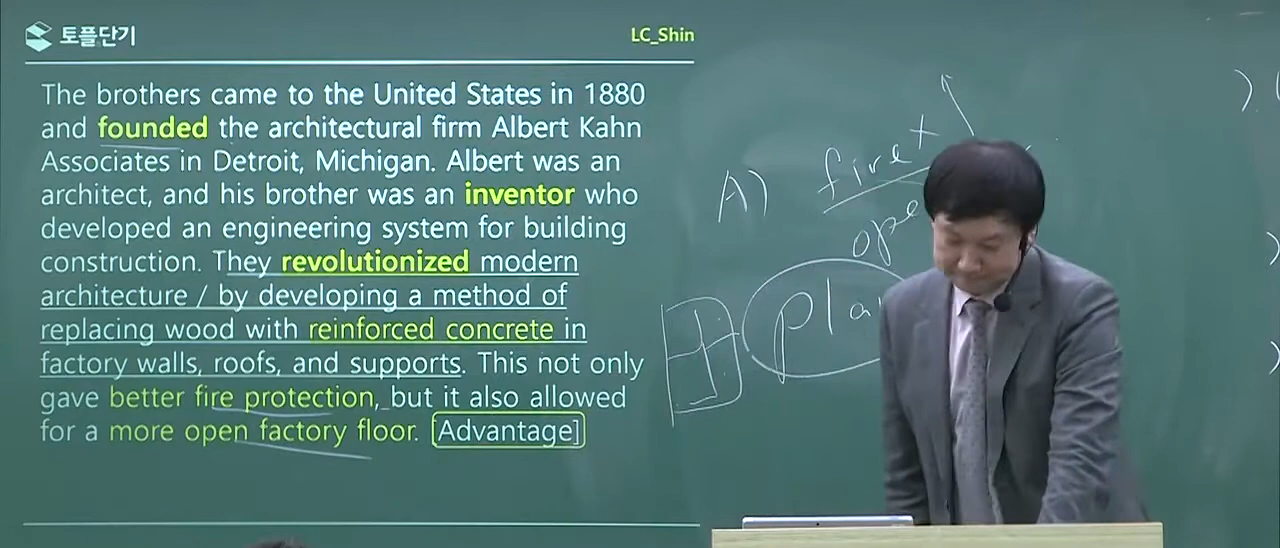 토플단기
LC_Shin
The brothers came to the United States in 1880
and founded the architectural firm Albert Kahn
Associates in Detroit, Michigan. Albert was an
architect, and his brother was an inventor who
developed an engineering system for building
construction. They revolutionized modern
architecture / by developing a method of
replacing wood with reinforced concrete in
factory walls, roofs, and supports. This not only
gave better fire protection, but it also allowed
for a more open factory floor. [Advantage]
A) fire